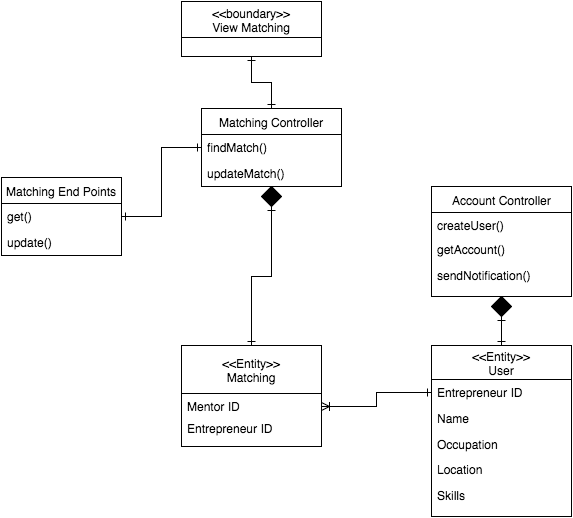 <<boundary>>
View Matching
Matching Controller
findMatch()
updateMatch()
Matching End Points
get()
update()
Account Controller
createUser()
getAccount()
sendNotification()
<<Entity>>
Matching
Mentor ID
Entrepreneur ID
<<Entity>>
User
Entrepreneur ID
Name
Occupation
Location
Skills